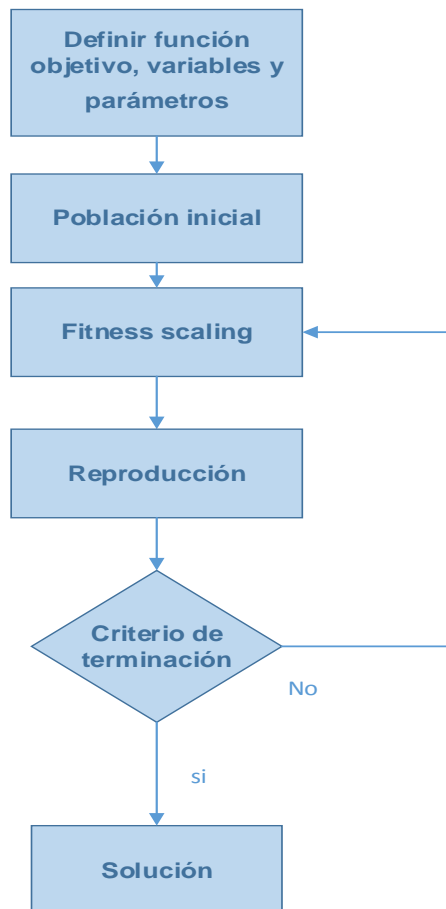 Definir función
objetivo, variables y
parámetros
Población inicial
Fitness scaling
Reproducción
Criterio de
terminación
No
si
Solución